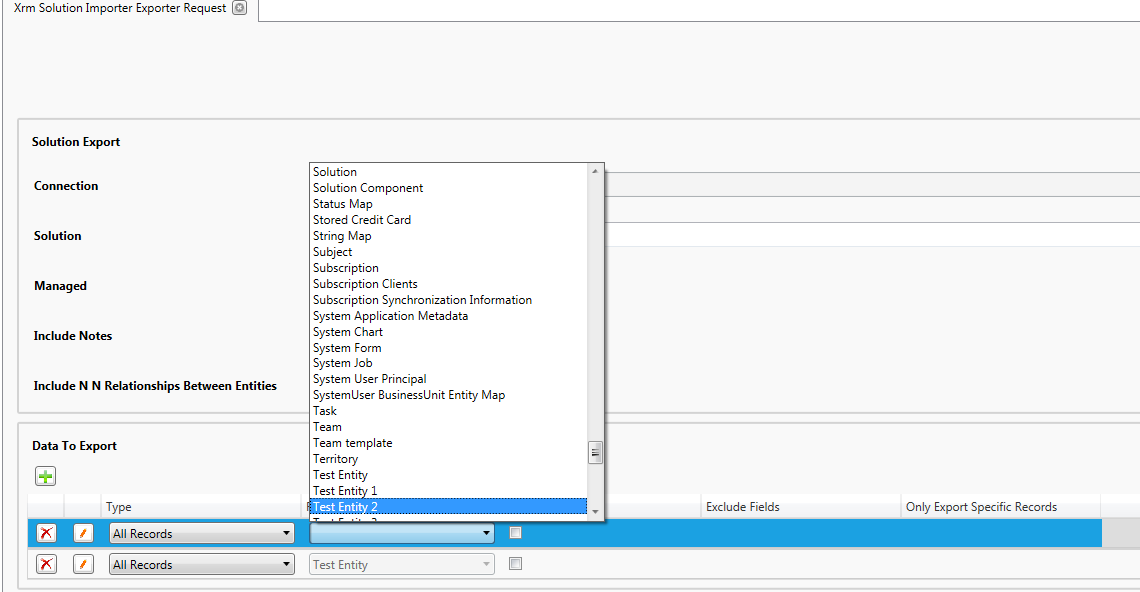 Xrm Solution Importer Exporter Request
Solution Export
Connection
Solution
Managed
Include Notes
Include N N Relationships Between Entities
Solution
Solution Component
Status Map
Stored Credit Card
String Map
Subject
Subscription
Subscription Clients
Subscription Synchronization Information
System Application Metadata
System Chart
System Form
System Job
System User Principal
SystemUser BusinessUnit Entity Map
Task
Team
Team template
Territory
Test Entity
Test Entity 1
Test Entity 2
Data To Export
Type Exclude Fields Only Export Specific Records
All Records
All Records Test Entity